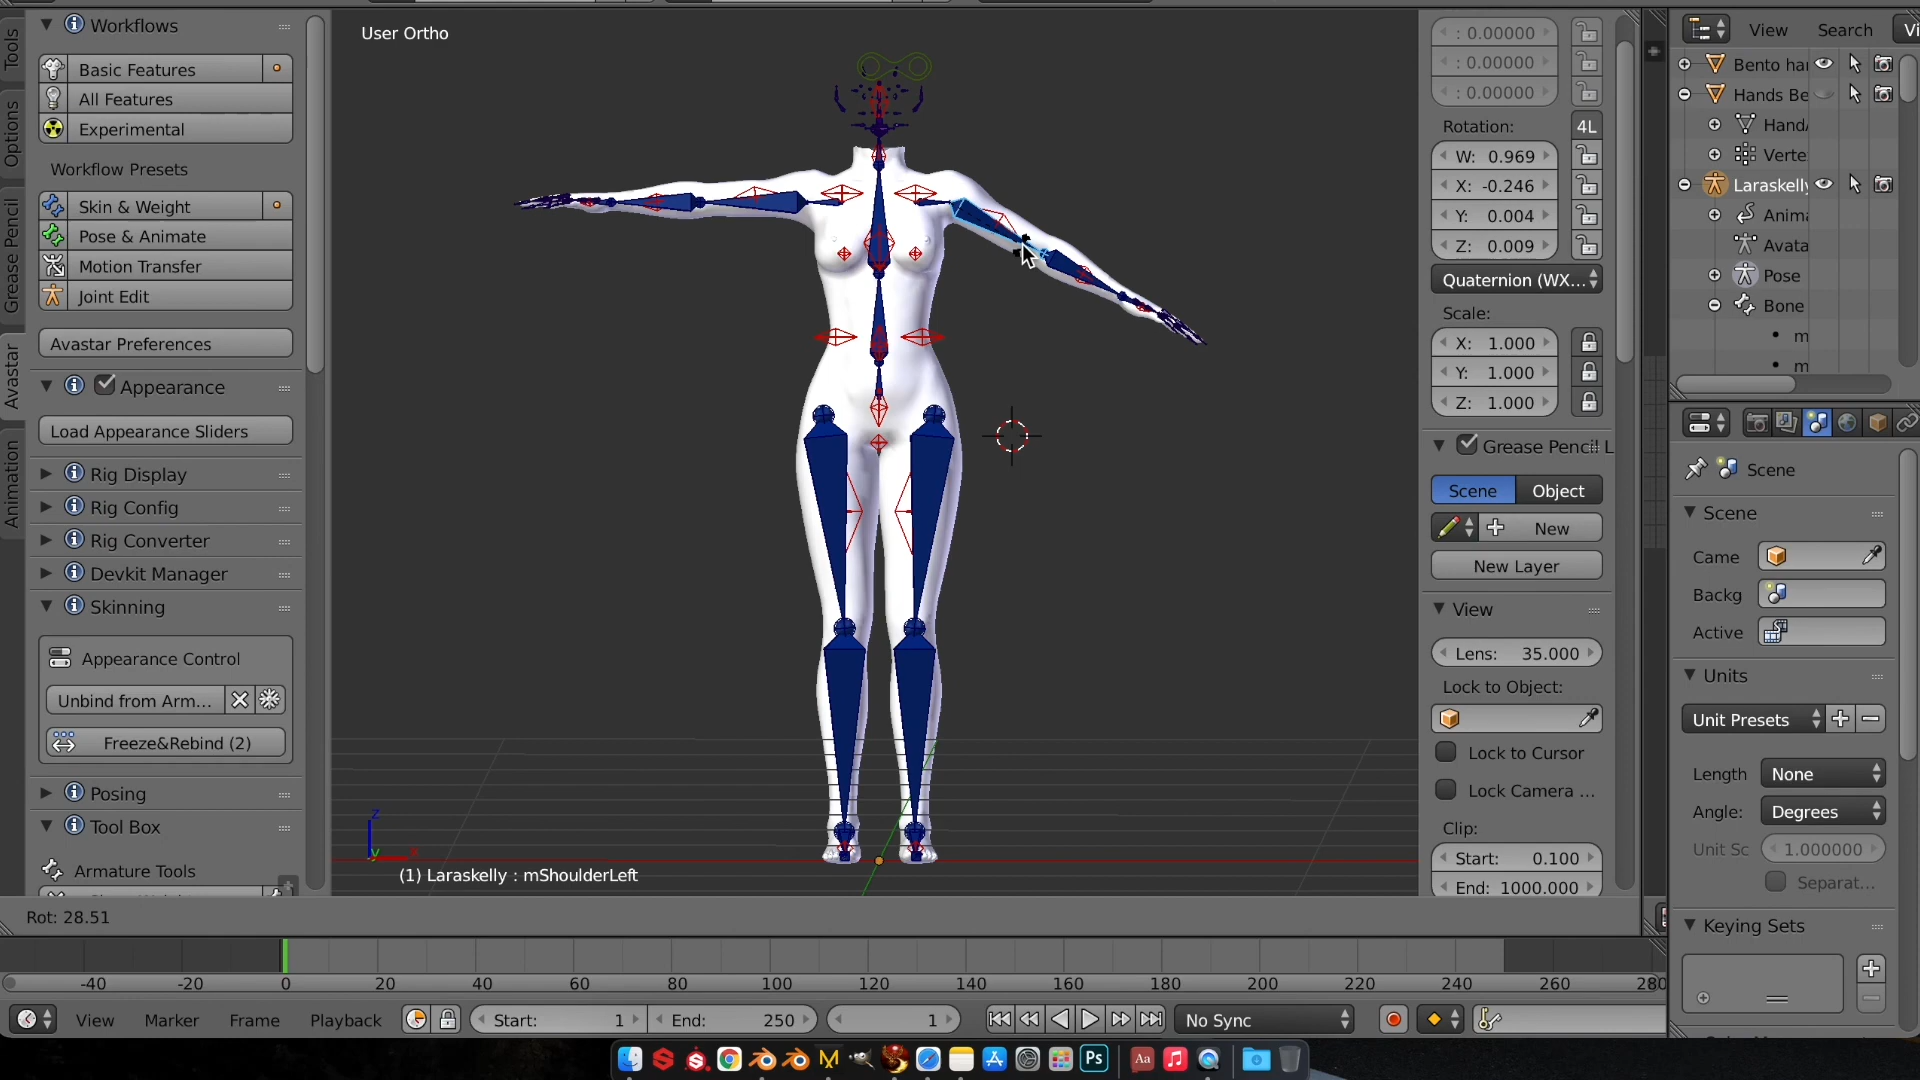 Tools
Options
Grease Pencil
Avastar
Animation
Workflows
Basic Features
All Features
Experimental
Workflow Presets
Skin & Weight
Pose & Animate
Motion Transfer
Joint Edit
Avastar Preferences
Appearance
Load Appearance Sliders
Rig Display
Rig Config
Rig Converter
Devkit Manager
Skinning
Appearance Control
Unbind from Arm...
Freeze&Rebind (2)
Posing
Tool Box
Armature Tools
User Ortho
Z
Y
X
(1) Laraskelly : mShoulderLeft
: 0.00000
: 0.00000
: 0.00000
Rotation:
4L
W: 0.969
X: -0.246
Y: 0.004
Z: 0.009
Quaternion (WX...
Scale:
X: 1.000
Y: 1.000
Z: 1.000
Grease Pencil L
Scene
Object
New
New Layer
View
Lens: 35.000
Lock to Object:
Lock to Cursor
Lock Camera ...
Clip:
Start: 0.100
End: 1000.000
View
Search
Vi
Bento har
Hands Be
Hand
Verte
Laraskelly
Anima
Avata
Pose
Bone
m
m
Scene
Scene
Came
Backg
Active
Units
Unit Presets
Length
None
Angle:
Degrees
Unit Sc
1.000000
Separat...
Keying Sets
Rot: 28.51
-40 -20 0 20 40 60 80 100 120 140 160 180 200 220 240 260 280
View
Marker
Frame
Playback
Start: 1
End: 250
1
No Sync
Ps
Aa